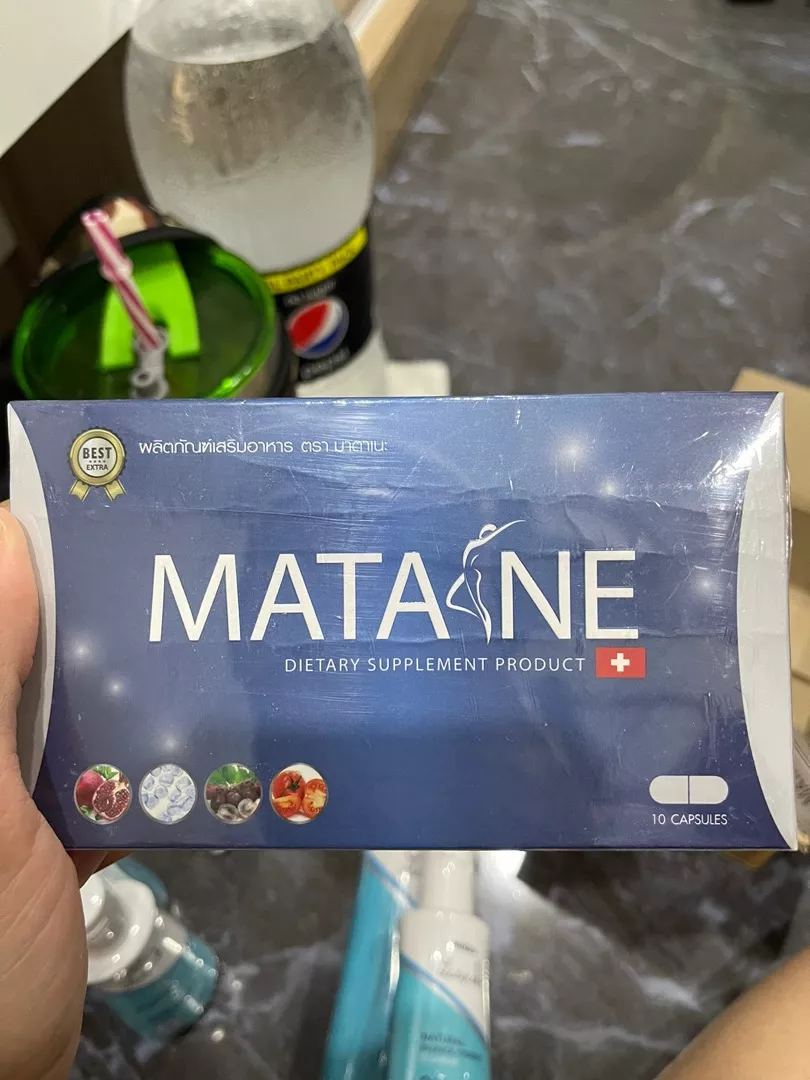 BEST
EXTRA
ผลิตภัณฑ์เสริมอาหาร ตรา มาตาเนะ
MATANE
DIETARY SUPPLEMENT PRODUCT
10 CAPSULES